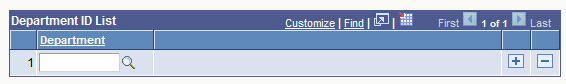 Department ID List Customize | Find | | First 1 of 1 Last
Department
1